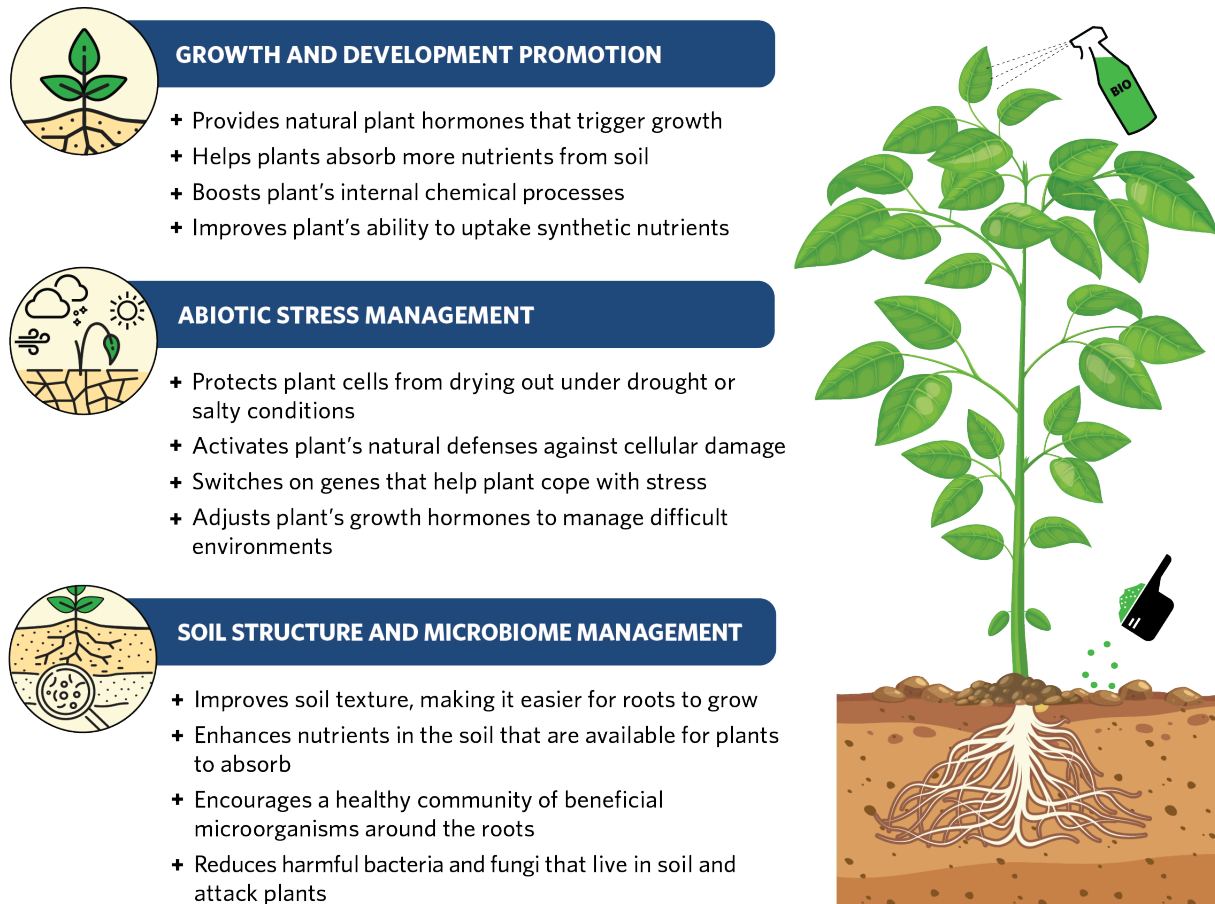 GROWTH AND DEVELOPMENT PROMOTION
+ Provides natural plant hormones that trigger growth
+ Helps plants absorb more nutrients from soil
+ Boosts plant's internal chemical processes
+ Improves plant's ability to uptake synthetic nutrients
ABIOTIC STRESS MANAGEMENT
+ Protects plant cells from drying out under drought or
salty conditions
+ Activates plant's natural defenses against cellular damage
+ Switches on genes that help plant cope with stress
+ Adjusts plant's growth hormones to manage difficult
environments
SOIL STRUCTURE AND MICROBIOME MANAGEMENT
+ Improves soil texture, making it easier for roots to grow
+ Enhances nutrients in the soil that are available for plants
to absorb
+ Encourages a healthy community of beneficial
microorganisms around the roots
+ Reduces harmful bacteria and fungi that live in soil and
attack plants
BIO